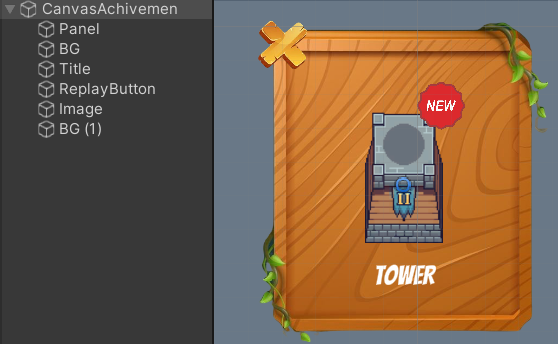 CanvasAchivemen
Panel
BG
Title
ReplayButton
Image
BG (1)
NEW
II
TOWER